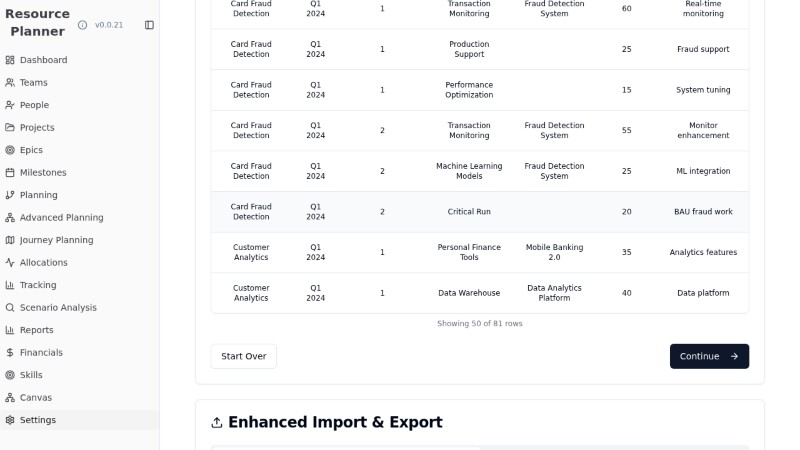 Resource
Planner
v0.0.21
Dashboard
Teams
People
Projects
Epics
Milestones
Planning
Advanced Planning
Journey Planning
Allocations
Tracking
Scenario Analysis
Reports
Financials
Skills
Canvas
Settings
Card Fraud Detection Q1 2024 1 Transaction Monitoring Fraud Detection System 60 Real-time monitoring
Card Fraud Detection Q1 2024 1 Production Support 25 Fraud support
Card Fraud Detection Q1 2024 1 Performance Optimization 15 System tuning
Card Fraud Detection Q1 2024 2 Transaction Monitoring Fraud Detection System 55 Monitor enhancement
Card Fraud Detection Q1 2024 2 Machine Learning Models Fraud Detection System 25 ML integration
Card Fraud Detection Q1 2024 2 Critical Run 20 BAU fraud work
Customer Analytics Q1 2024 1 Personal Finance Tools Mobile Banking 2.0 35 Analytics features
Customer Analytics Q1 2024 1 Data Warehouse Data Analytics Platform 40 Data platform
Showing 50 of 81 rows
Start Over
Continue
Enhanced Import & Export